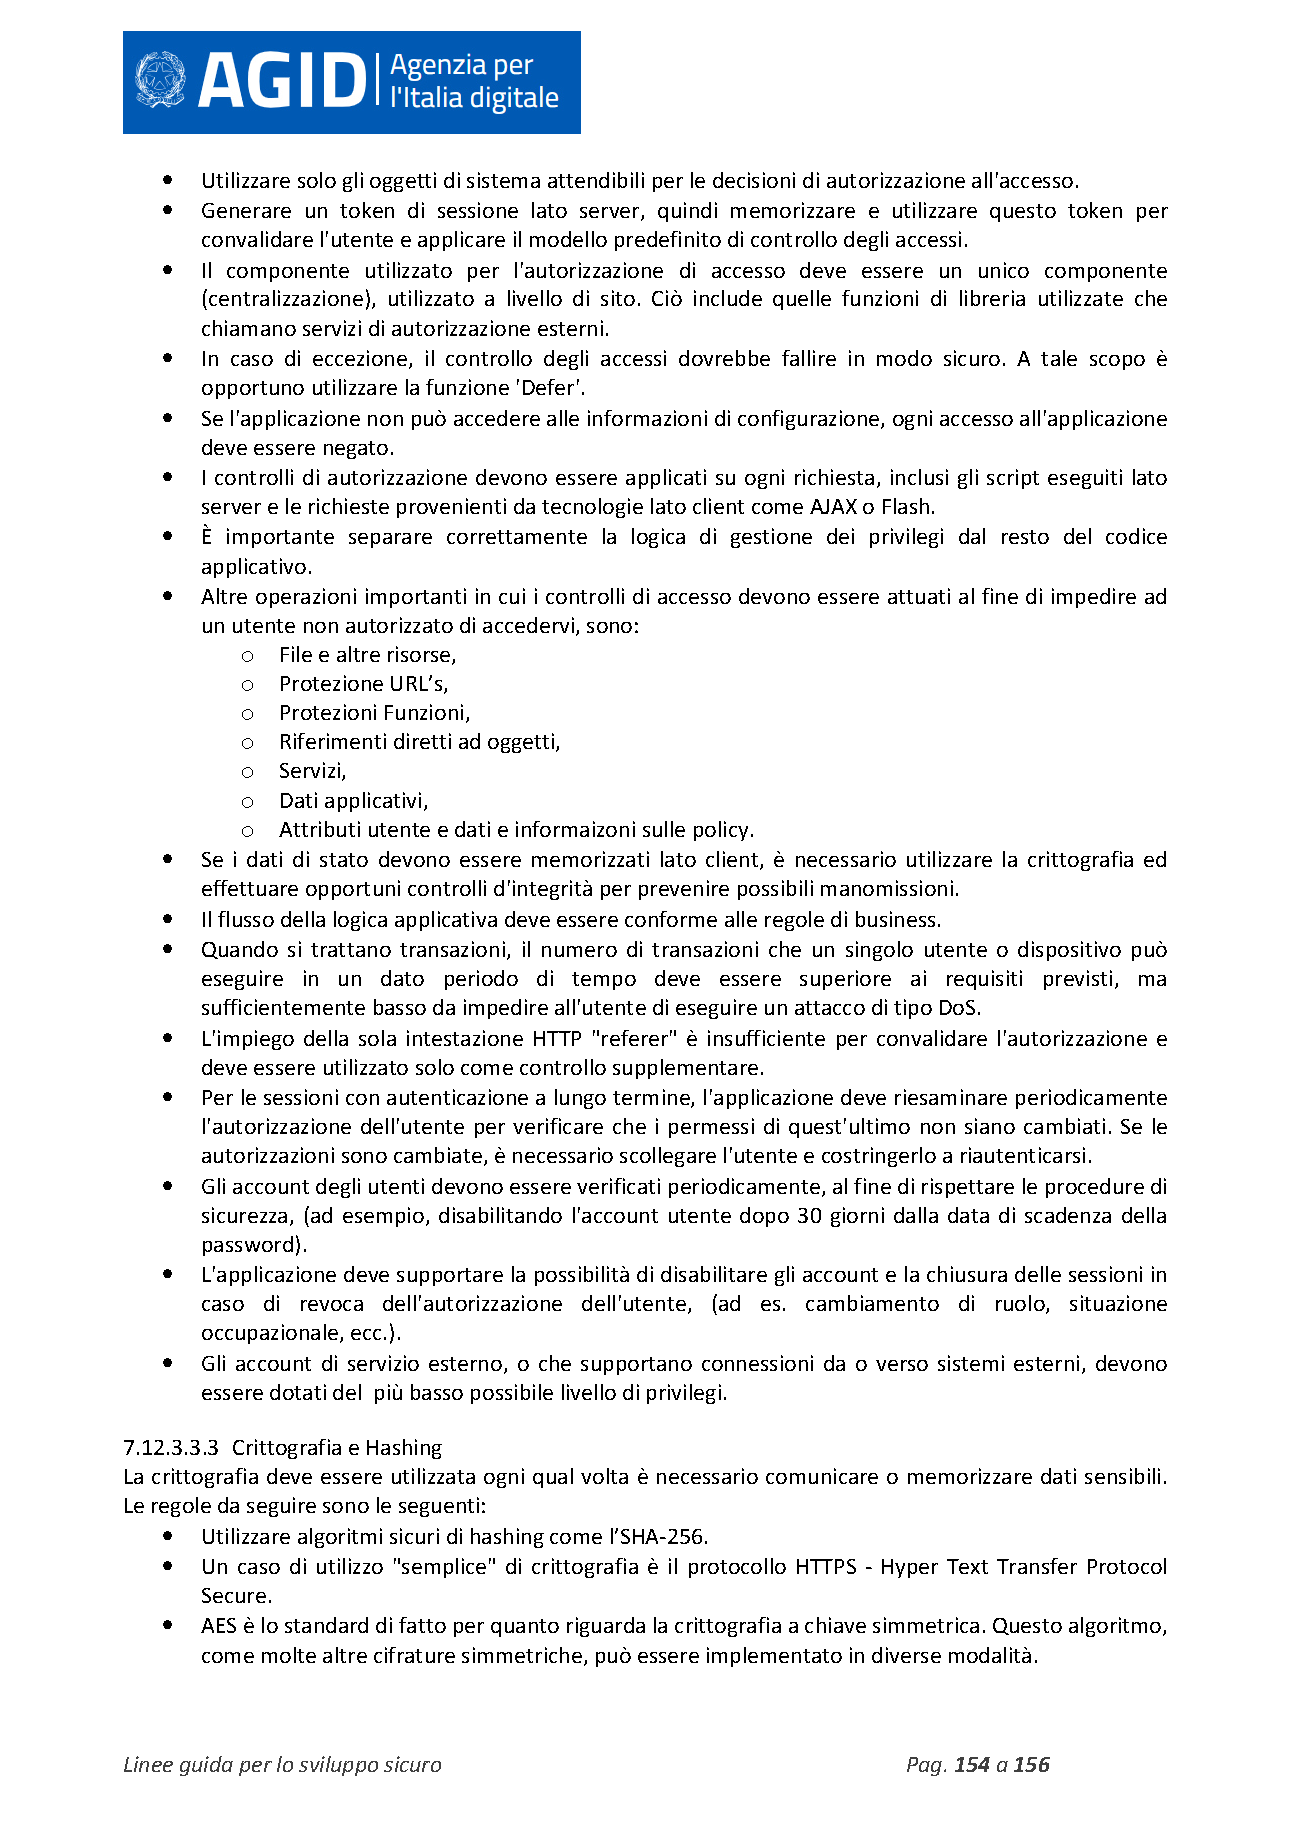 AGID Agenzia per
l'Italia digitale
• Utilizzare solo gli oggetti di sistema attendibili per le decisioni di autorizzazione all'accesso.
• Generare un token di sessione lato server, quindi memorizzare e utilizzare questo token per
convalidare l'utente e applicare il modello predefinito di controllo degli accessi.
• Il componente utilizzato per l'autorizzazione di accesso deve essere un unico componente
(centralizzazione), utilizzato a livello di sito. Ciò include quelle funzioni di libreria utilizzate che
chiamano servizi di autorizzazione esterni.
• In caso di eccezione, il controllo degli accessi dovrebbe fallire in modo sicuro. A tale scopo è
opportuno utilizzare la funzione 'Defer'.
• Se l'applicazione non può accedere alle informazioni di configurazione, ogni accesso all'applicazione
deve essere negato.
• I controlli di autorizzazione devono essere applicati su ogni richiesta, inclusi gli script eseguiti lato
server e le richieste provenienti da tecnologie lato client come AJAX o Flash.
• È importante separare correttamente la logica di gestione dei privilegi dal resto del codice
applicativo.
• Altre operazioni importanti in cui i controlli di accesso devono essere attuati al fine di impedire ad
un utente non autorizzato di accedervi, sono:
o File e altre risorse,
o Protezione URL’s,
o Protezioni Funzioni,
o Riferimenti diretti ad oggetti,
o Servizi,
o Dati applicativi,
o Attributi utente e dati e informaizoni sulle policy.
• Se i dati di stato devono essere memorizzati lato client, è necessario utilizzare la crittografia ed
effettuare opportuni controlli d'integrità per prevenire possibili manomissioni.
• Il flusso della logica applicativa deve essere conforme alle regole di business.
• Quando si trattano transazioni, il numero di transazioni che un singolo utente o dispositivo può
eseguire in un dato periodo di tempo deve essere superiore ai requisiti previsti, ma
sufficientemente basso da impedire all'utente di eseguire un attacco di tipo DoS.
• L'impiego della sola intestazione HTTP "referer" è insufficiente per convalidare l'autorizzazione e
deve essere utilizzato solo come controllo supplementare.
• Per le sessioni con autenticazione a lungo termine, l'applicazione deve riesaminare periodicamente
l'autorizzazione dell'utente per verificare che i permessi di quest'ultimo non siano cambiati. Se le
autorizzazioni sono cambiate, è necessario scollegare l'utente e costringerlo a riautenticarsi.
• Gli account degli utenti devono essere verificati periodicamente, al fine di rispettare le procedure di
sicurezza, (ad esempio, disabilitando l'account utente dopo 30 giorni dalla data di scadenza della
password).
• L'applicazione deve supportare la possibilità di disabilitare gli account e la chiusura delle sessioni in
caso di revoca dell'autorizzazione dell'utente, (ad es. cambiamento di ruolo, situazione
occupazionale, ecc.).
• Gli account di servizio esterno, o che supportano connessioni da o verso sistemi esterni, devono
essere dotati del più basso possibile livello di privilegi.
7.12.3.3.3 Crittografia e Hashing
La crittografia deve essere utilizzata ogni qual volta è necessario comunicare o memorizzare dati sensibili.
Le regole da seguire sono le seguenti:
• Utilizzare algoritmi sicuri di hashing come l’SHA-256.
• Un caso di utilizzo "semplice" di crittografia è il protocollo HTTPS - Hyper Text Transfer Protocol
Secure.
• AES è lo standard di fatto per quanto riguarda la crittografia a chiave simmetrica. Questo algoritmo,
come molte altre cifrature simmetriche, può essere implementato in diverse modalità.
Linee guida per lo sviluppo sicuro Pag. 154 a 156